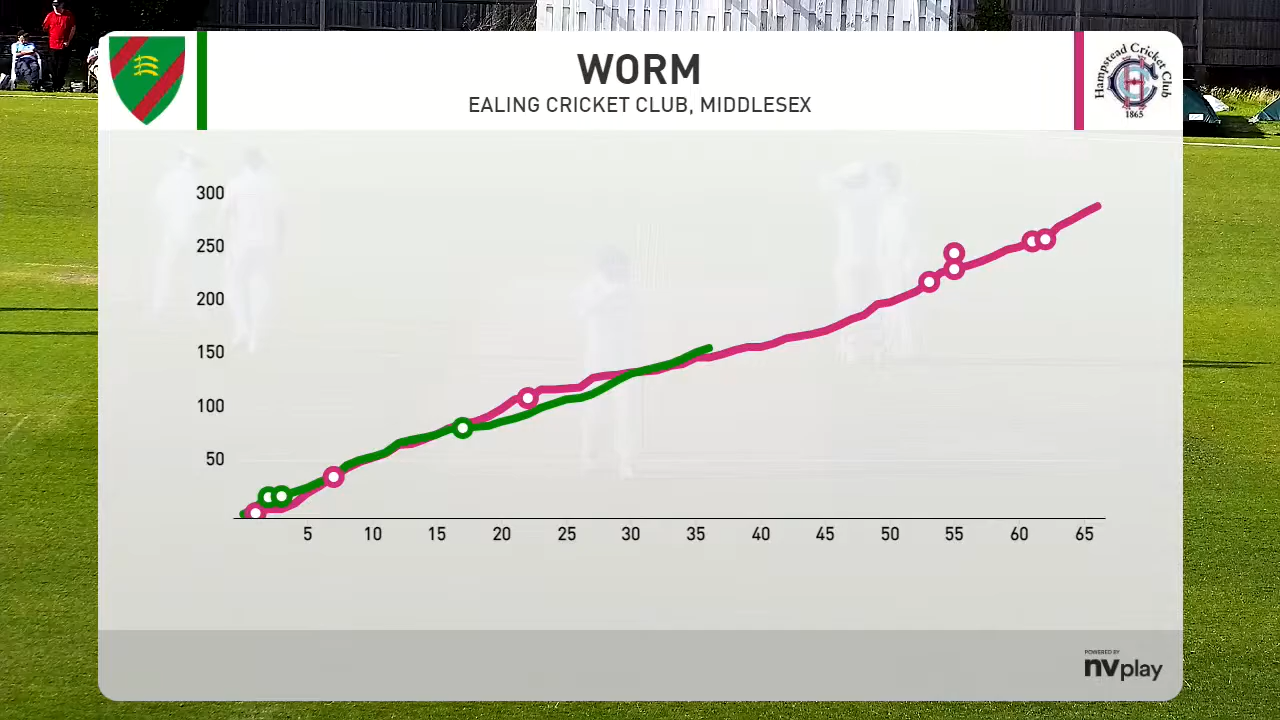 WORM
EALING CRICKET CLUB, MIDDLESEX
Hampstead Cricket Club
1865
300
250
200
150
100
50
5 10 15 20 25 30 35 40 45 50 55 60 65
POWERED BY
nvplay